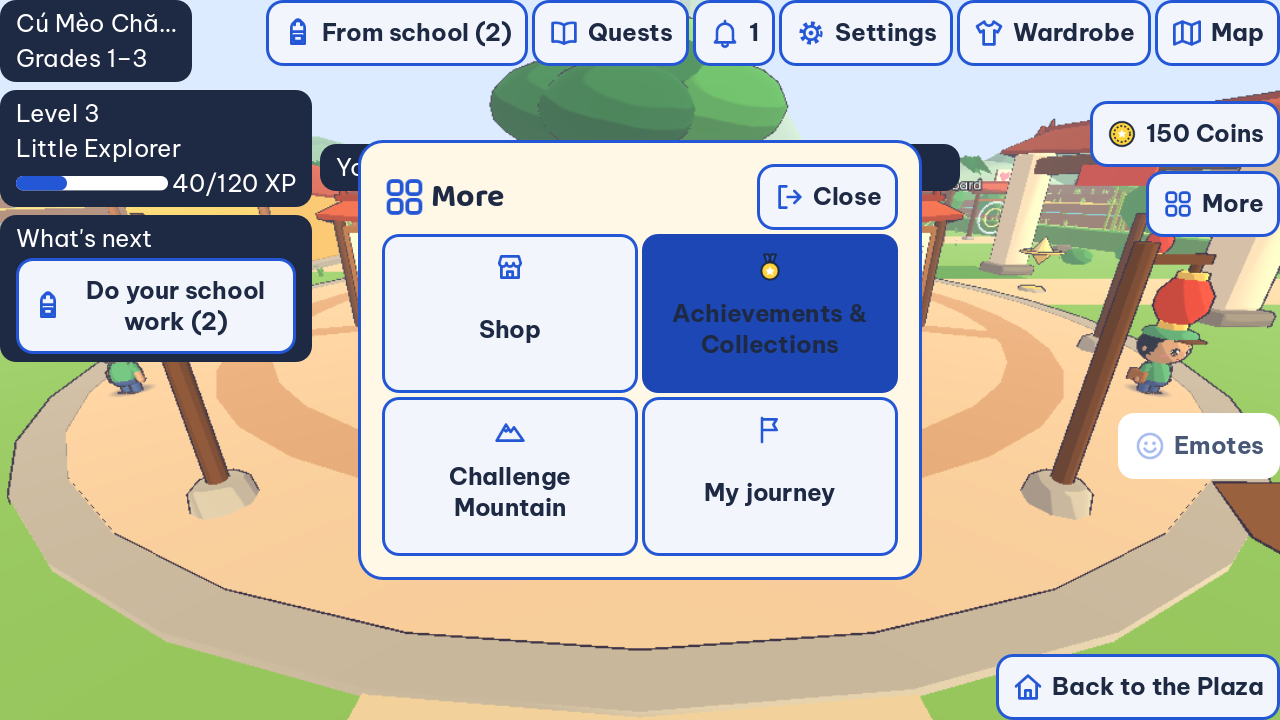 Cú Mèo Chă...
Grades 1–3
From school (2)
Quests
1
Settings
Wardrobe
Map
Level 3
Little Explorer
40/120 XP
150 Coins
More
What's next
Do your school
work (2)
More
Close
Shop
Achievements &
Collections
Challenge
Mountain
My journey
Emotes
Back to the Plaza